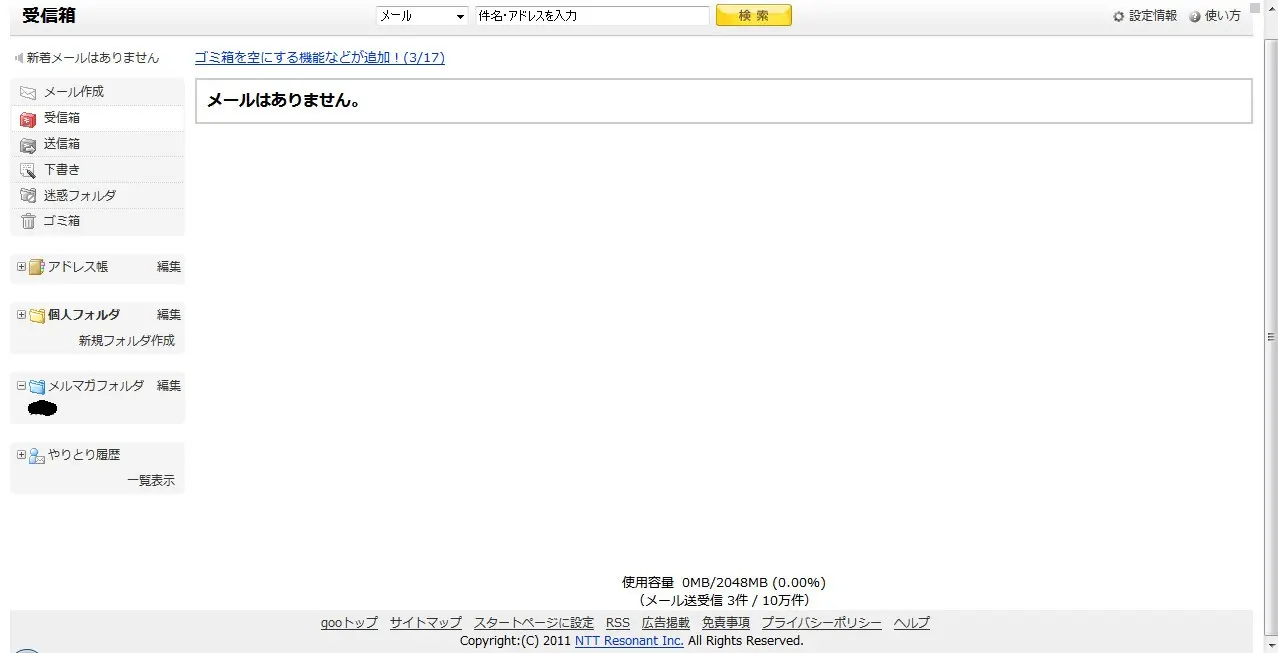 受信箱
メール
件名・アドレスを入力
検 索
設定情報
使い方
新着メールはありません
ゴミ箱を空にする機能などが追加！(3/17)
メール作成
受信箱
送信箱
下書き
迷惑フォルダ
ゴミ箱
メールはありません。
アドレス帳 編集
個人フォルダ 編集
新規フォルダ作成
メルマガフォルダ 編集
やりとり履歴
一覧表示
使用容量 0MB/2048MB (0.00%)
（メール送受信 3件 / 10万件）
gooトップ サイトマップ スタートページに設定 RSS 広告掲載 免責事項 プライバシーポリシー ヘルプ
Copyright:(C) 2011 NTT Resonant Inc. All Rights Reserved.